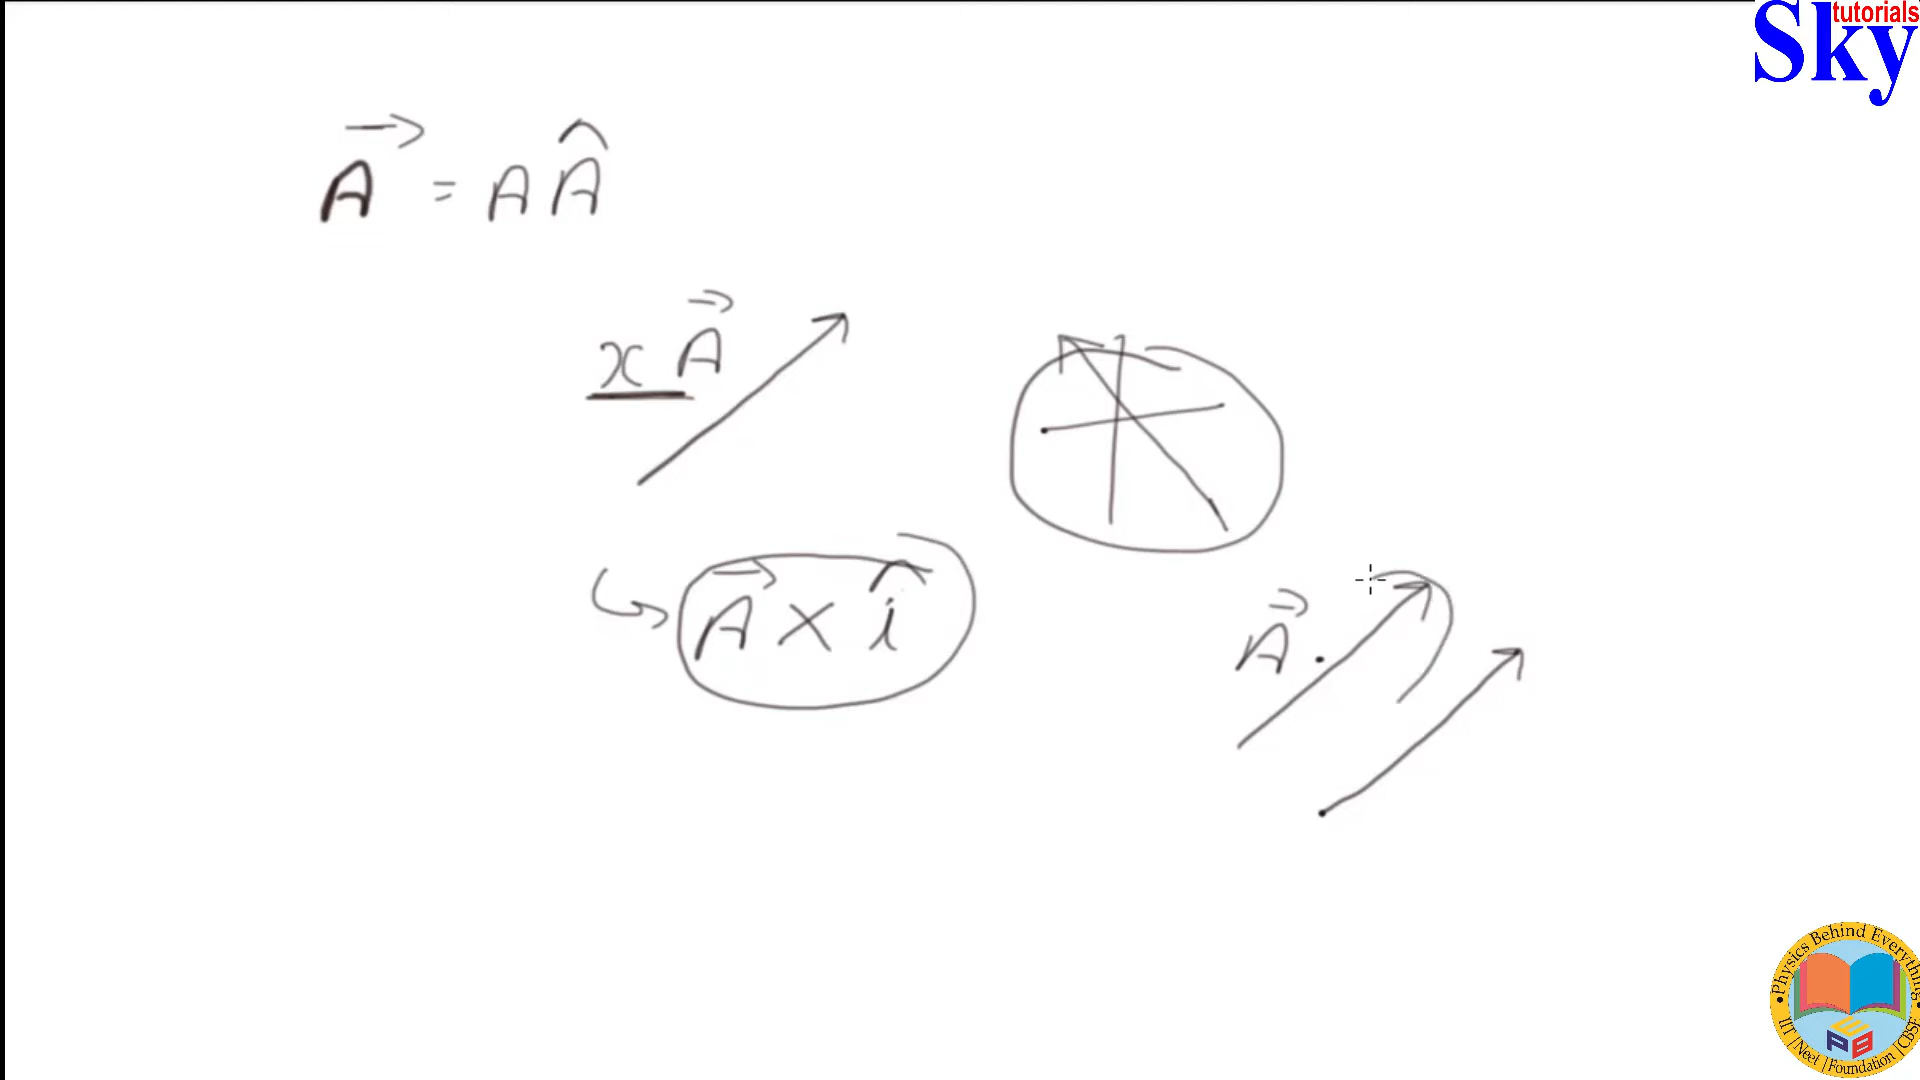 tutorials
Sky
A⃗ = A Â
x A⃗
A⃗ × î
A⃗ ·
• Physics Behind Everything •
IIT | Neet | Foundation | CBSE